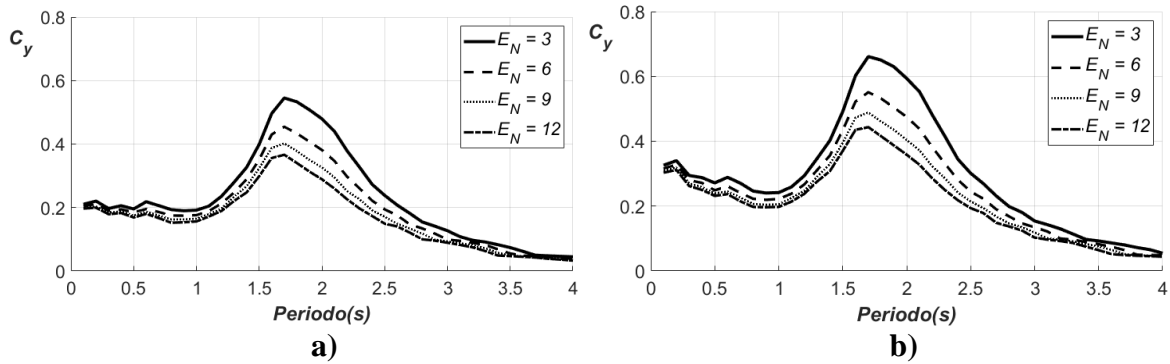 0.8
C_y
0.6
0.4
0.2
0
0 0.5 1 1.5 2 2.5 3 3.5 4
Periodo(s)
E_N = 3
E_N = 6
E_N = 9
E_N = 12
a)
0.8
C_y
0.6
0.4
0.2
0
0 0.5 1 1.5 2 2.5 3 3.5 4
Periodo(s)
E_N = 3
E_N = 6
E_N = 9
E_N = 12
b)